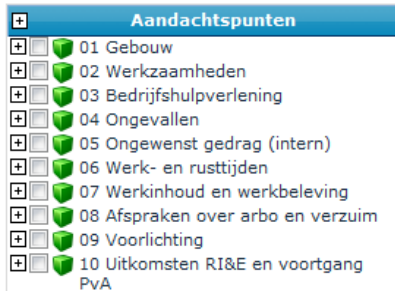 Aandachtspunten
01 Gebouw
02 Werkzaamheden
03 Bedrijfshulpverlening
04 Ongevallen
05 Ongewenst gedrag (intern)
06 Werk- en rusttijden
07 Werkinhoud en werkbeleving
08 Afspraken over arbo en verzuim
09 Voorlichting
10 Uitkomsten RI&E en voortgang
PvA